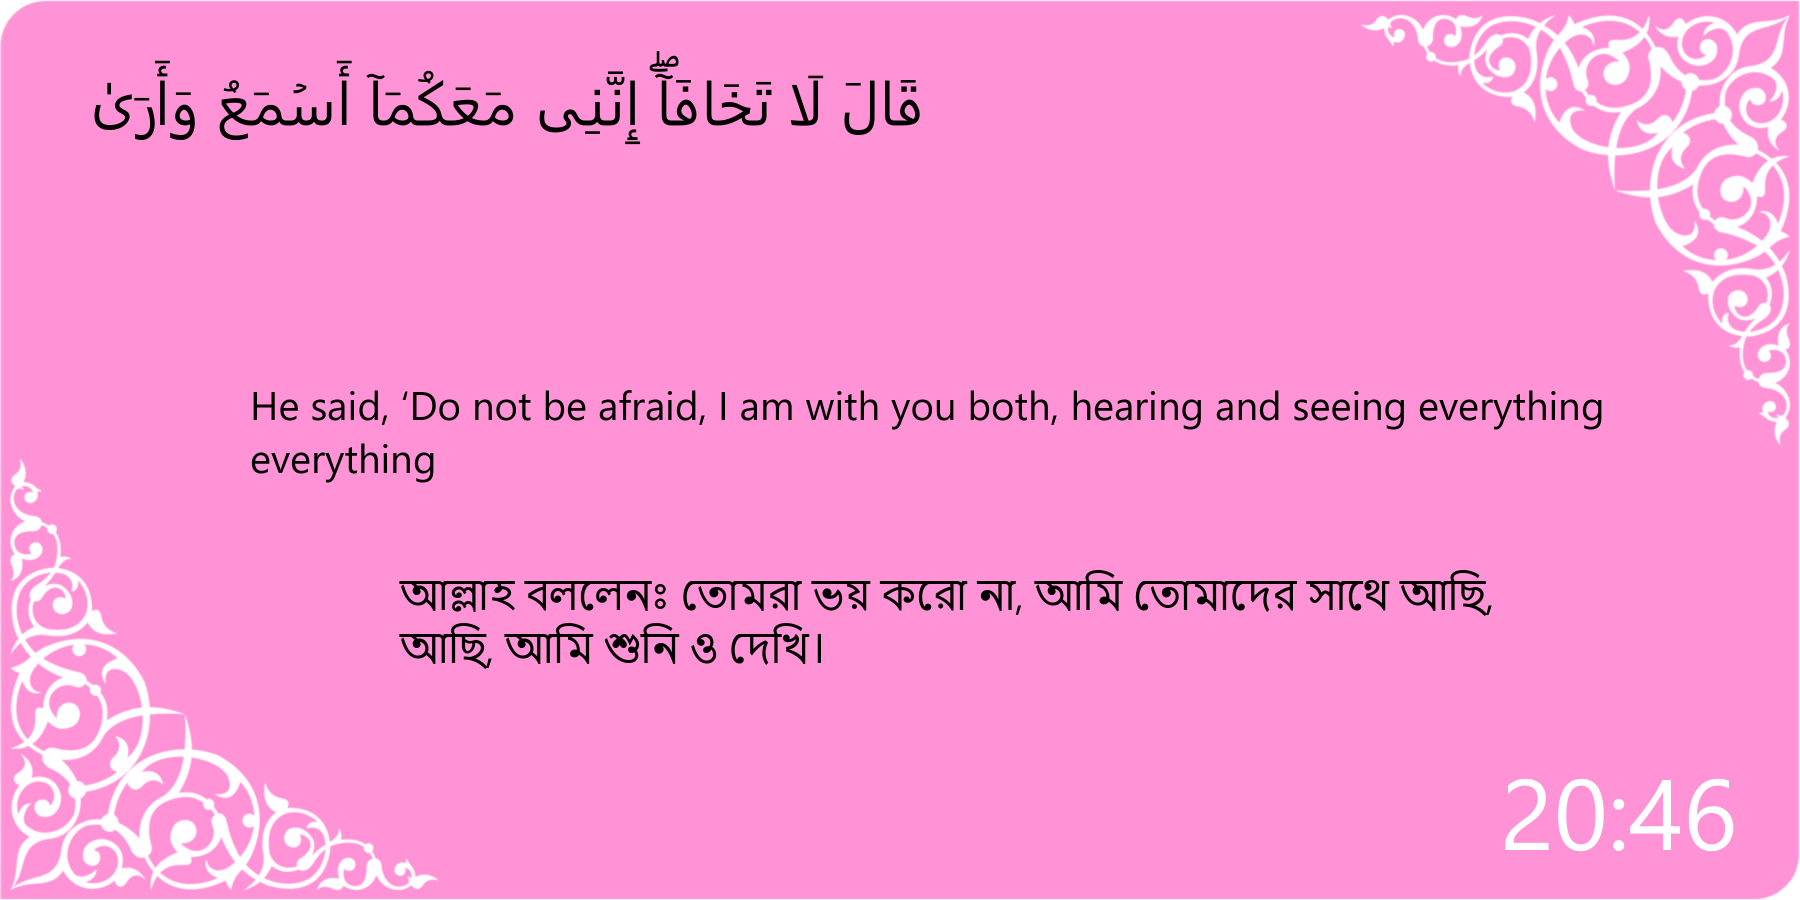 قَالَ لَا تَخَافَآ ۖ إِنَّنِى مَعَكُمَآ أَسْمَعُ وَأَرَىٰ
He said, ‘Do not be afraid, I am with you both, hearing and seeing everything
everything
আল্লাহ বললেনঃ তোমরা ভয় করো না, আমি তোমাদের সাথে আছি,
আছি, আমি শুনি ও দেখি।
20:46